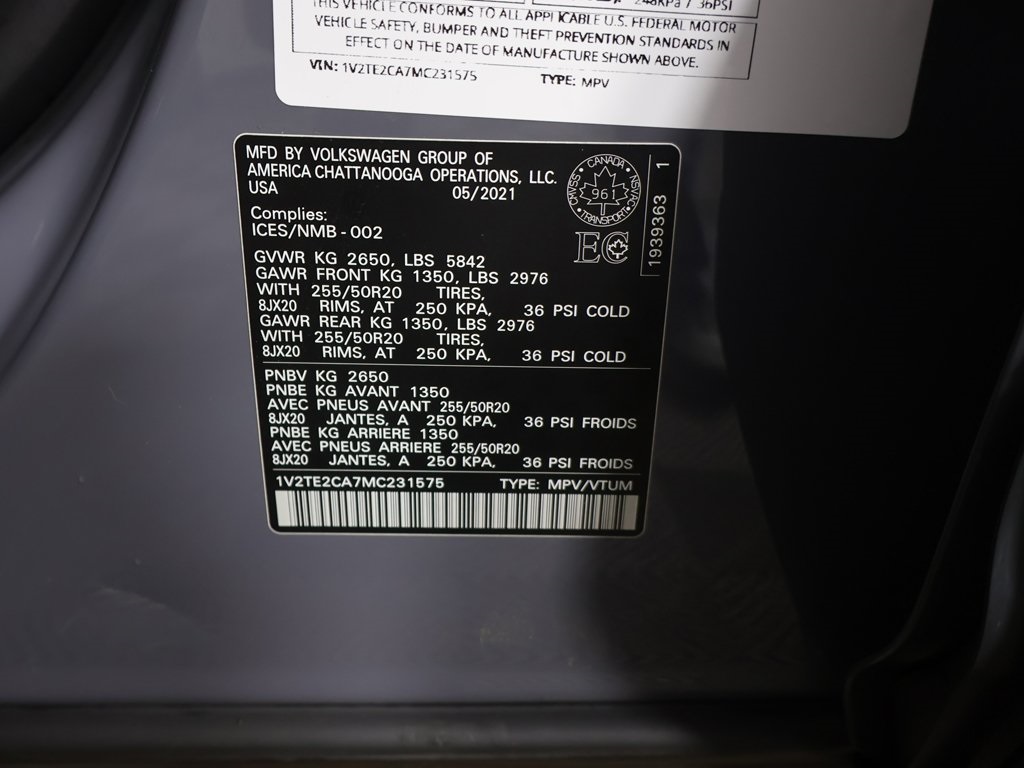 248KPa / 36PSI
THIS VEHICLE CONFORMS TO ALL APPLICABLE U.S. FEDERAL MOTOR
VEHICLE SAFETY, BUMPER AND THEFT PREVENTION STANDARDS IN
EFFECT ON THE DATE OF MANUFACTURE SHOWN ABOVE.
VIN: 1V2TE2CA7MC231575 TYPE: MPV
MFD BY VOLKSWAGEN GROUP OF
AMERICA CHATTANOOGA OPERATIONS, LLC.
USA 05/2021
CANADA
CMVSS NSVAC
961
TRANSPORT
EC
1939363 1
Complies:
ICES/NMB - 002
GVWR KG 2650, LBS 5842
GAWR FRONT KG 1350, LBS 2976
WITH 255/50R20 TIRES,
8JX20 RIMS, AT 250 KPA, 36 PSI COLD
GAWR REAR KG 1350, LBS 2976
WITH 255/50R20 TIRES,
8JX20 RIMS, AT 250 KPA, 36 PSI COLD
PNBV KG 2650
PNBE KG AVANT 1350
AVEC PNEUS AVANT 255/50R20
8JX20 JANTES, A 250 KPA, 36 PSI FROIDS
PNBE KG ARRIERE 1350
AVEC PNEUS ARRIERE 255/50R20
8JX20 JANTES, A 250 KPA, 36 PSI FROIDS
1V2TE2CA7MC231575 TYPE: MPV/VTUM